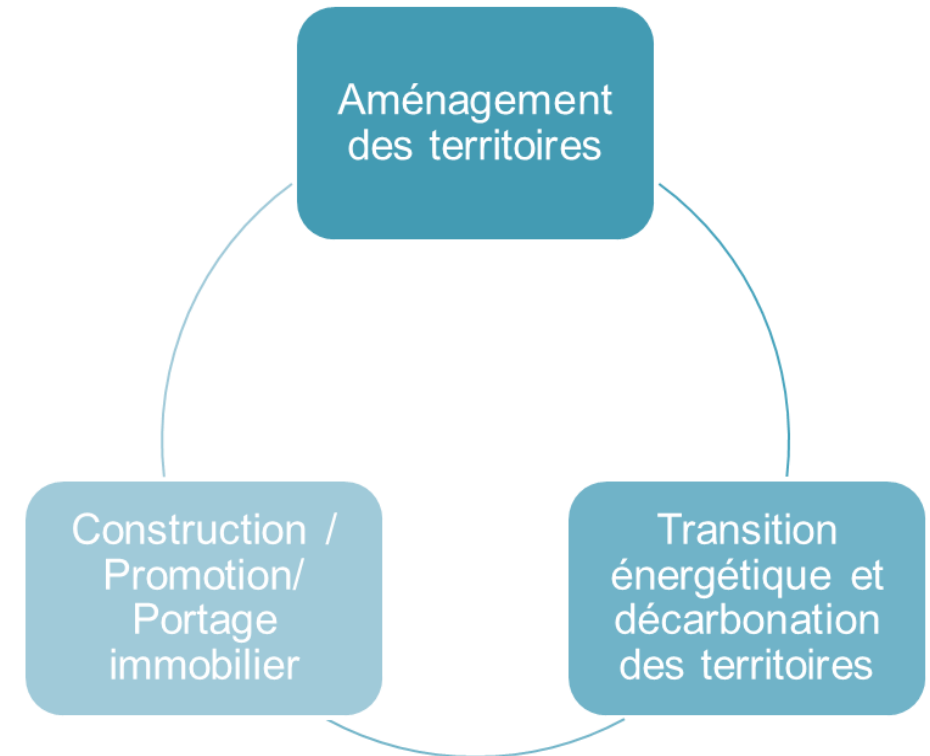 Aménagement
des territoires
Construction /
Promotion/
Portage
immobilier
Transition
énergétique et
décarbonation
des territoires